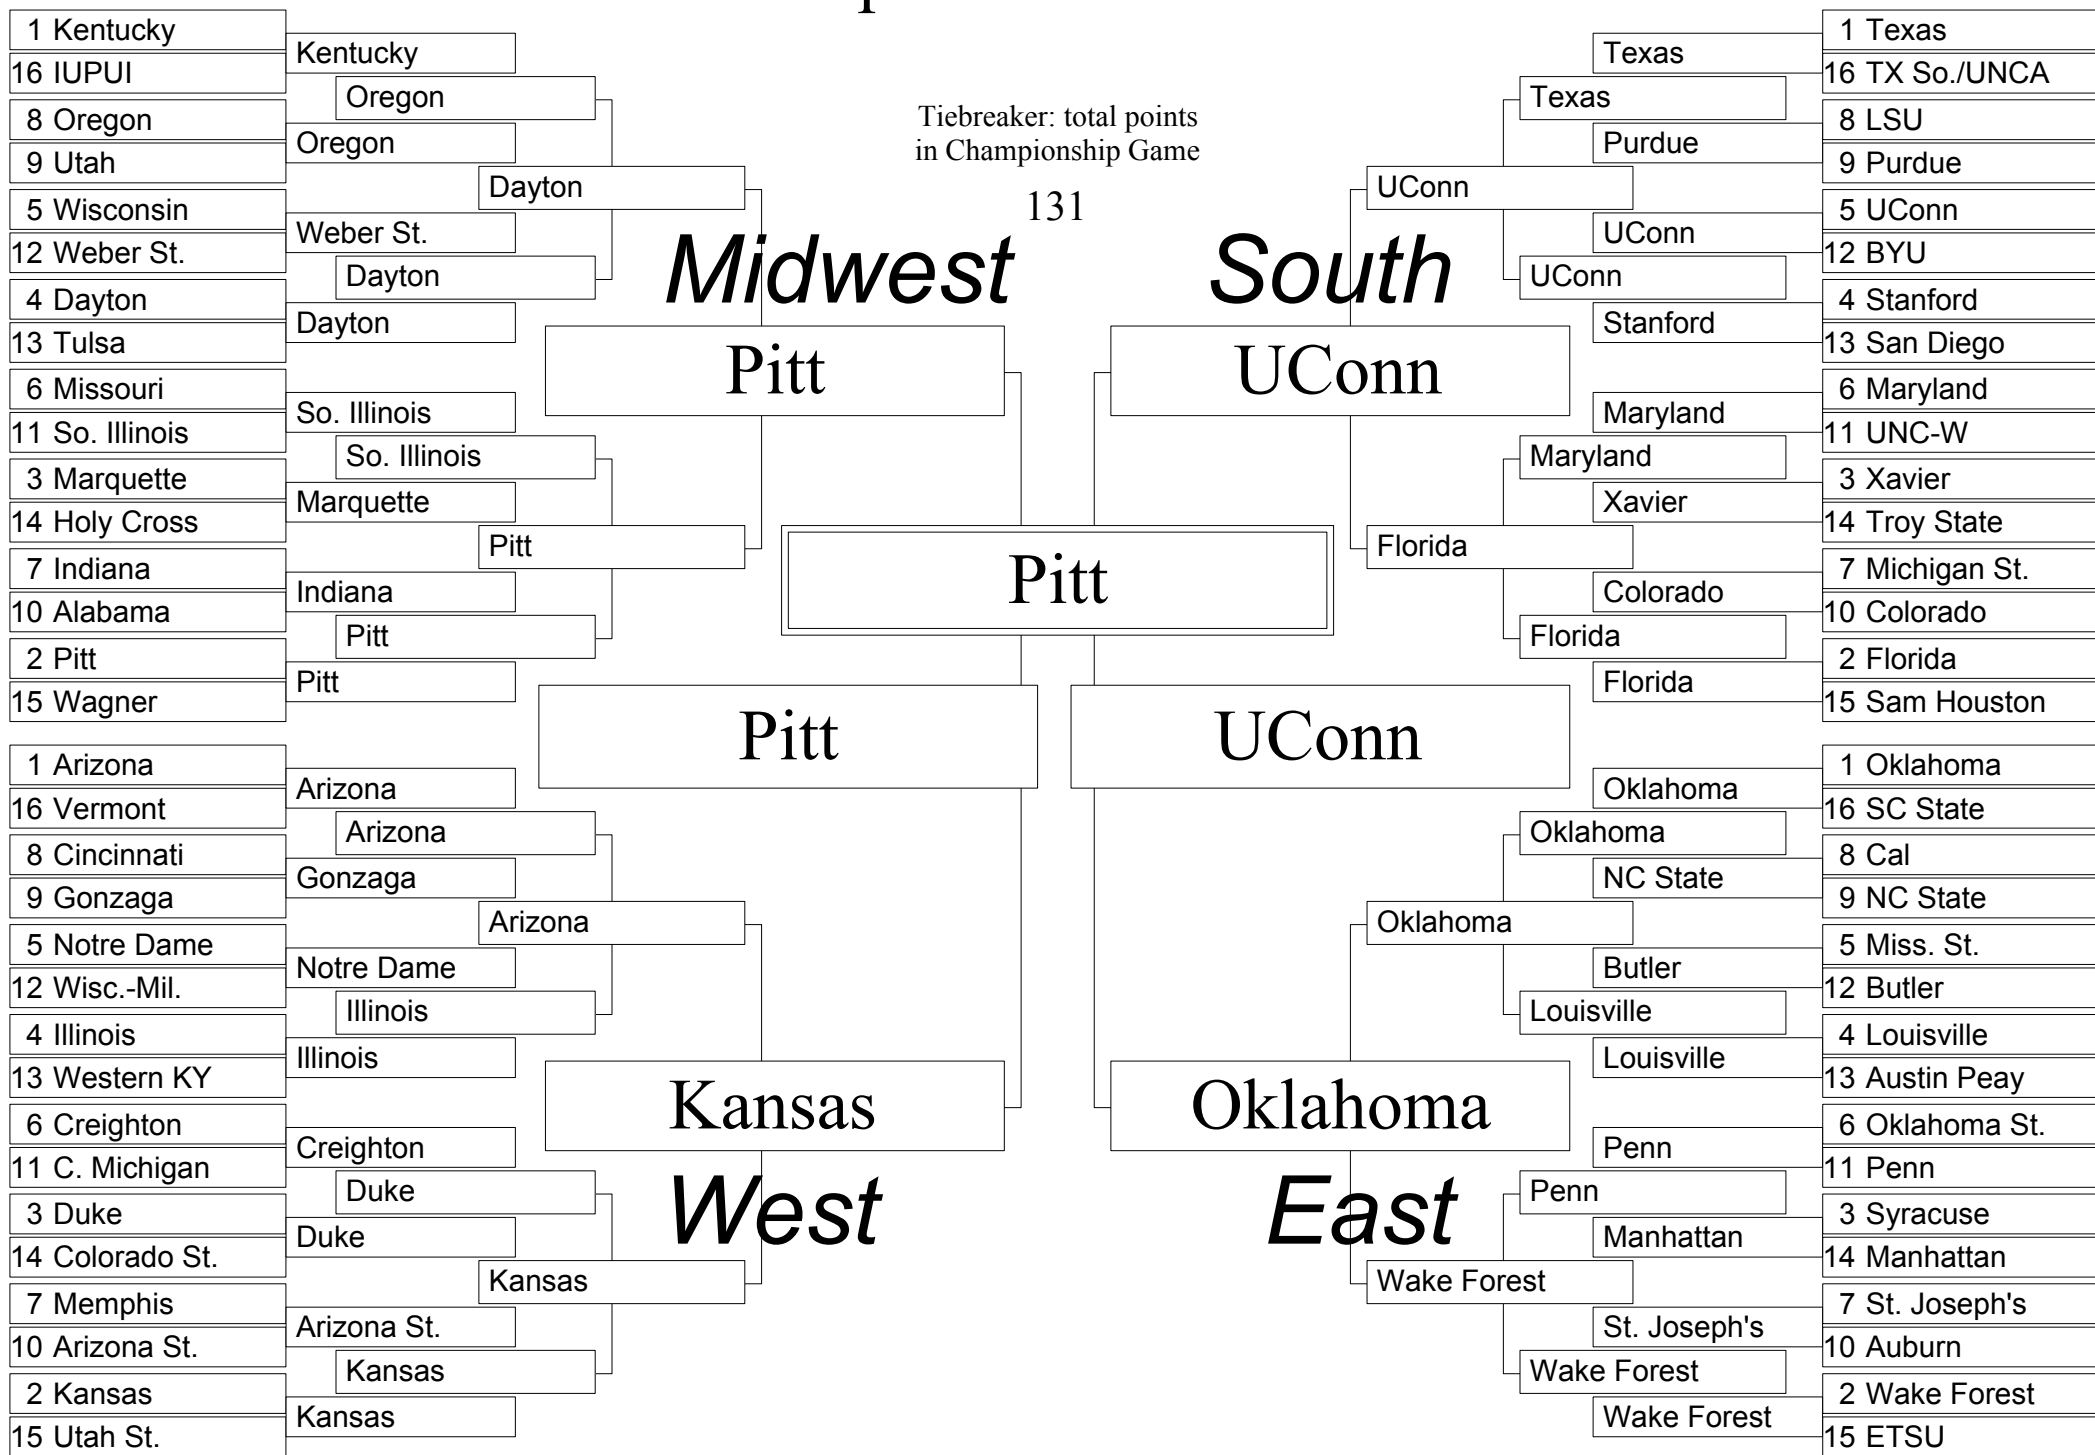 p
Tiebreaker: total points
in Championship Game
131
Midwest
1 Kentucky
16 IUPUI
8 Oregon
9 Utah
5 Wisconsin
12 Weber St.
4 Dayton
13 Tulsa
6 Missouri
11 So. Illinois
3 Marquette
14 Holy Cross
7 Indiana
10 Alabama
2 Pitt
15 Wagner
Kentucky
Oregon
Weber St.
Dayton
So. Illinois
Marquette
Indiana
Pitt
Oregon
Dayton
So. Illinois
Pitt
Dayton
Pitt
Pitt
West
1 Arizona
16 Vermont
8 Cincinnati
9 Gonzaga
5 Notre Dame
12 Wisc.-Mil.
4 Illinois
13 Western KY
6 Creighton
11 C. Michigan
3 Duke
14 Colorado St.
7 Memphis
10 Arizona St.
2 Kansas
15 Utah St.
Arizona
Gonzaga
Notre Dame
Illinois
Creighton
Duke
Arizona St.
Kansas
Arizona
Illinois
Duke
Kansas
Arizona
Kansas
Kansas
Pitt
Pitt
UConn
South
1 Texas
16 TX So./UNCA
8 LSU
9 Purdue
5 UConn
12 BYU
4 Stanford
13 San Diego
6 Maryland
11 UNC-W
3 Xavier
14 Troy State
7 Michigan St.
10 Colorado
2 Florida
15 Sam Houston
Texas
Purdue
UConn
Stanford
Maryland
Xavier
Colorado
Florida
Texas
UConn
Maryland
Florida
UConn
Florida
UConn
East
1 Oklahoma
16 SC State
8 Cal
9 NC State
5 Miss. St.
12 Butler
4 Louisville
13 Austin Peay
6 Oklahoma St.
11 Penn
3 Syracuse
14 Manhattan
7 St. Joseph's
10 Auburn
2 Wake Forest
15 ETSU
Oklahoma
NC State
Butler
Louisville
Penn
Manhattan
St. Joseph's
Wake Forest
Oklahoma
Louisville
Penn
Wake Forest
Oklahoma
Wake Forest
Oklahoma